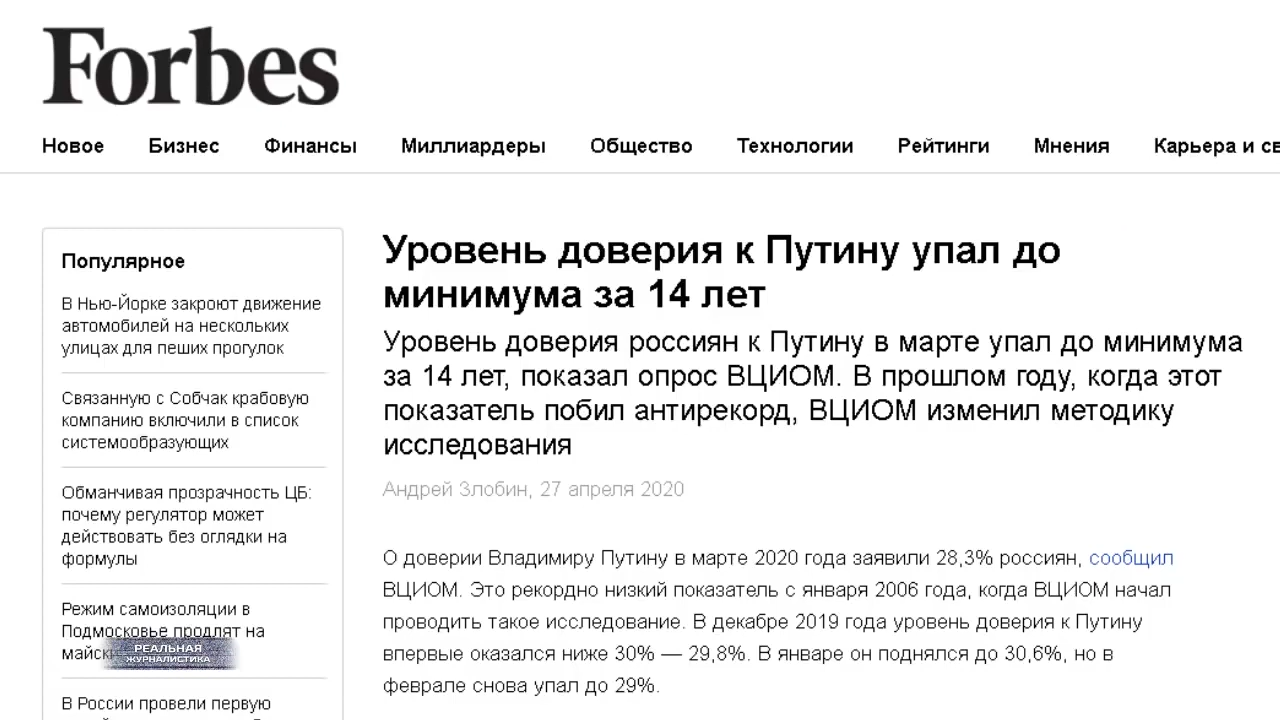 Forbes
Новое Бизнес Финансы Миллиардеры Общество Технологии Рейтинги Мнения Карьера и
Популярное
В Нью-Йорке закроют движение
автомобилей на нескольких
улицах для пеших прогулок
Связанную с Собчак крабовую
компанию включили в список
системообразующих
Обманчивая прозрачность ЦБ:
почему регулятор может
действовать без оглядки на
формулы
Режим самоизоляции в
Подмосковье продлят на
РЕАЛЬНАЯ
ЖУРНАЛИСТИКА
В России провели первую
Уровень доверия к Путину упал до
минимума за 14 лет
Уровень доверия россиян к Путину в марте упал до минимума
за 14 лет, показал опрос ВЦИОМ. В прошлом году, когда этот
показатель побил антирекорд, ВЦИОМ изменил методику
исследования
Андрей Злобин, 27 апреля 2020
О доверии Владимиру Путину в марте 2020 года заявили 28,3% россиян, сообщил
ВЦИОМ. Это рекордно низкий показатель с января 2006 года, когда ВЦИОМ начал
проводить такое исследование. В декабре 2019 года уровень доверия к Путину
впервые оказался ниже 30% — 29,8%. В январе он поднялся до 30,6%, но в
феврале снова упал до 29%.